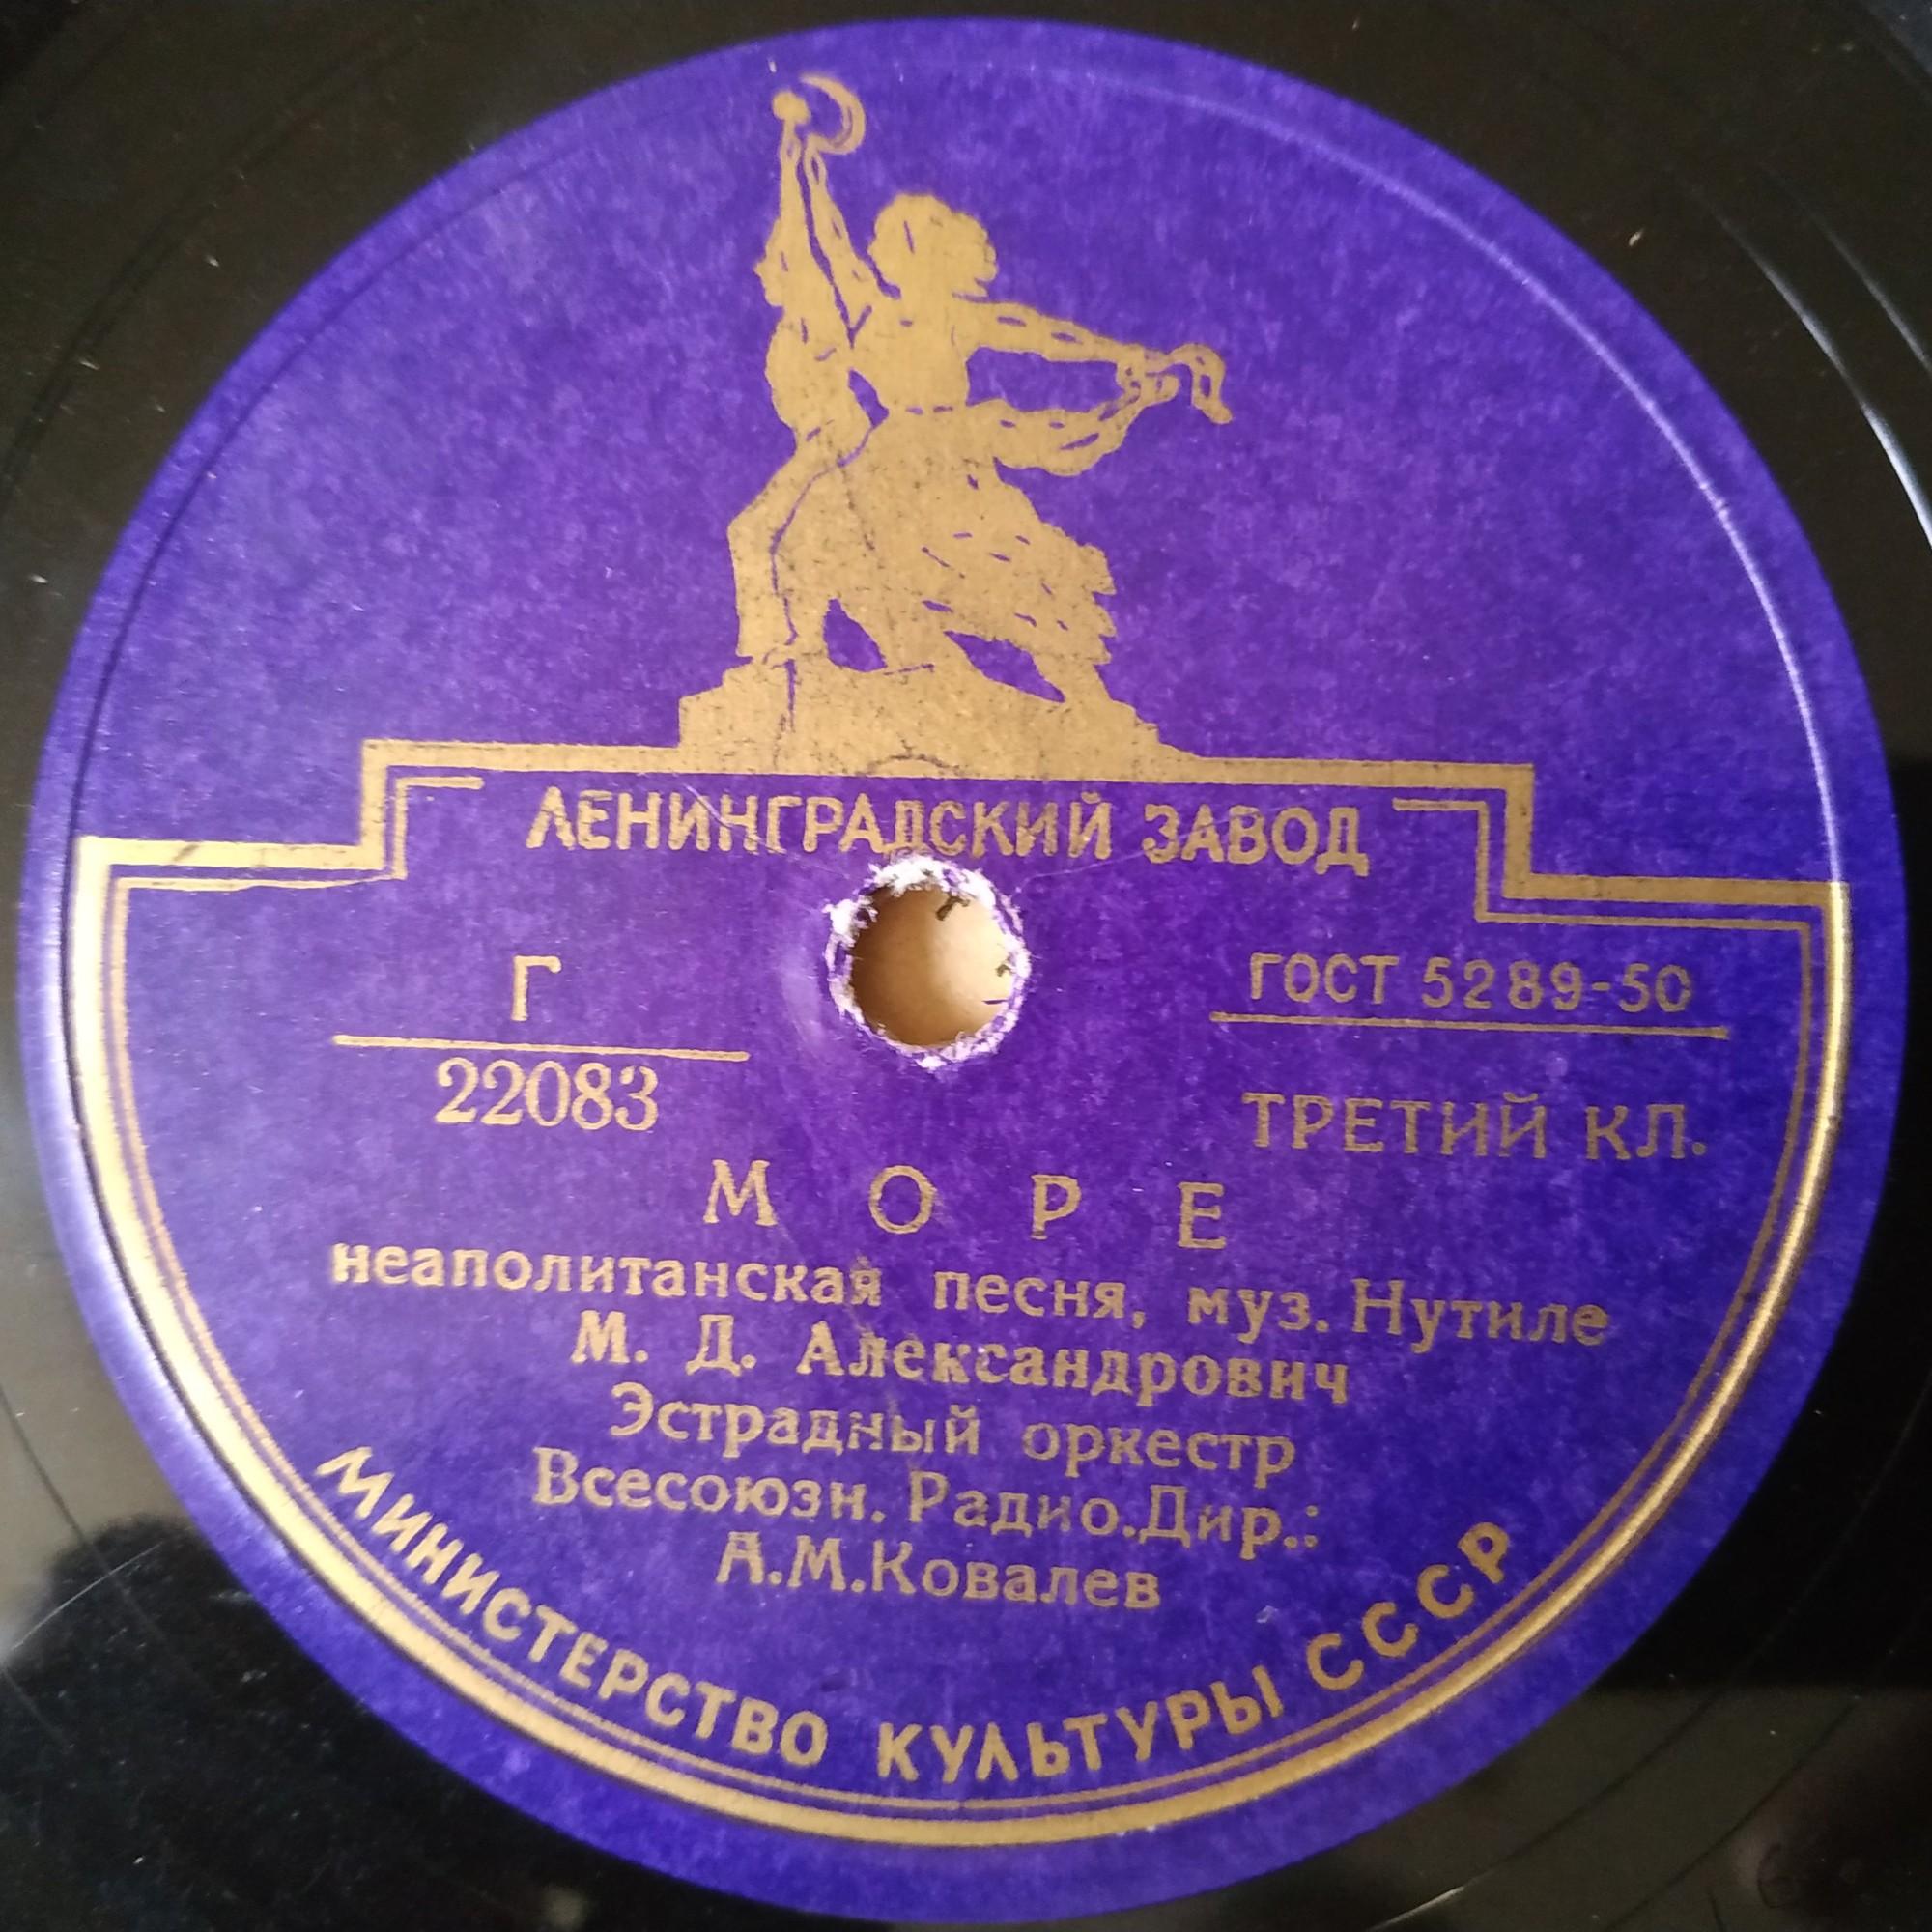 ЛЕНИНГРАДСКИЙ ЗАВОД
Г
22083
ГОСТ 5289-50
ТРЕТИЙ КЛ.
М О Р Е
неаполитанская песня, муз. Нутиле
М. Д. Александрович
Эстрадный оркестр
Всесоюзн. Радио.Дир.:
А.М.Ковалев
МИНИСТЕРСТВО КУЛЬТУРЫ СССР